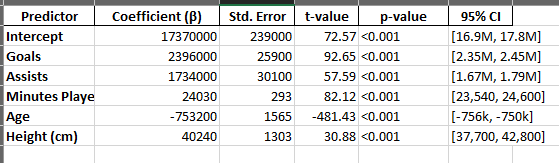 Predictor Coefficient (β) Std. Error t-value p-value 95% CI
Intercept 17370000 239000 72.57 <0.001 [16.9M, 17.8M]
Goals 2396000 25900 92.65 <0.001 [2.35M, 2.45M]
Assists 1734000 30100 57.59 <0.001 [1.67M, 1.79M]
Minutes Playe 24030 293 82.12 <0.001 [23,540, 24,600]
Age -753200 1565 -481.43 <0.001 [-756k, -750k]
Height (cm) 40240 1303 30.88 <0.001 [37,700, 42,800]